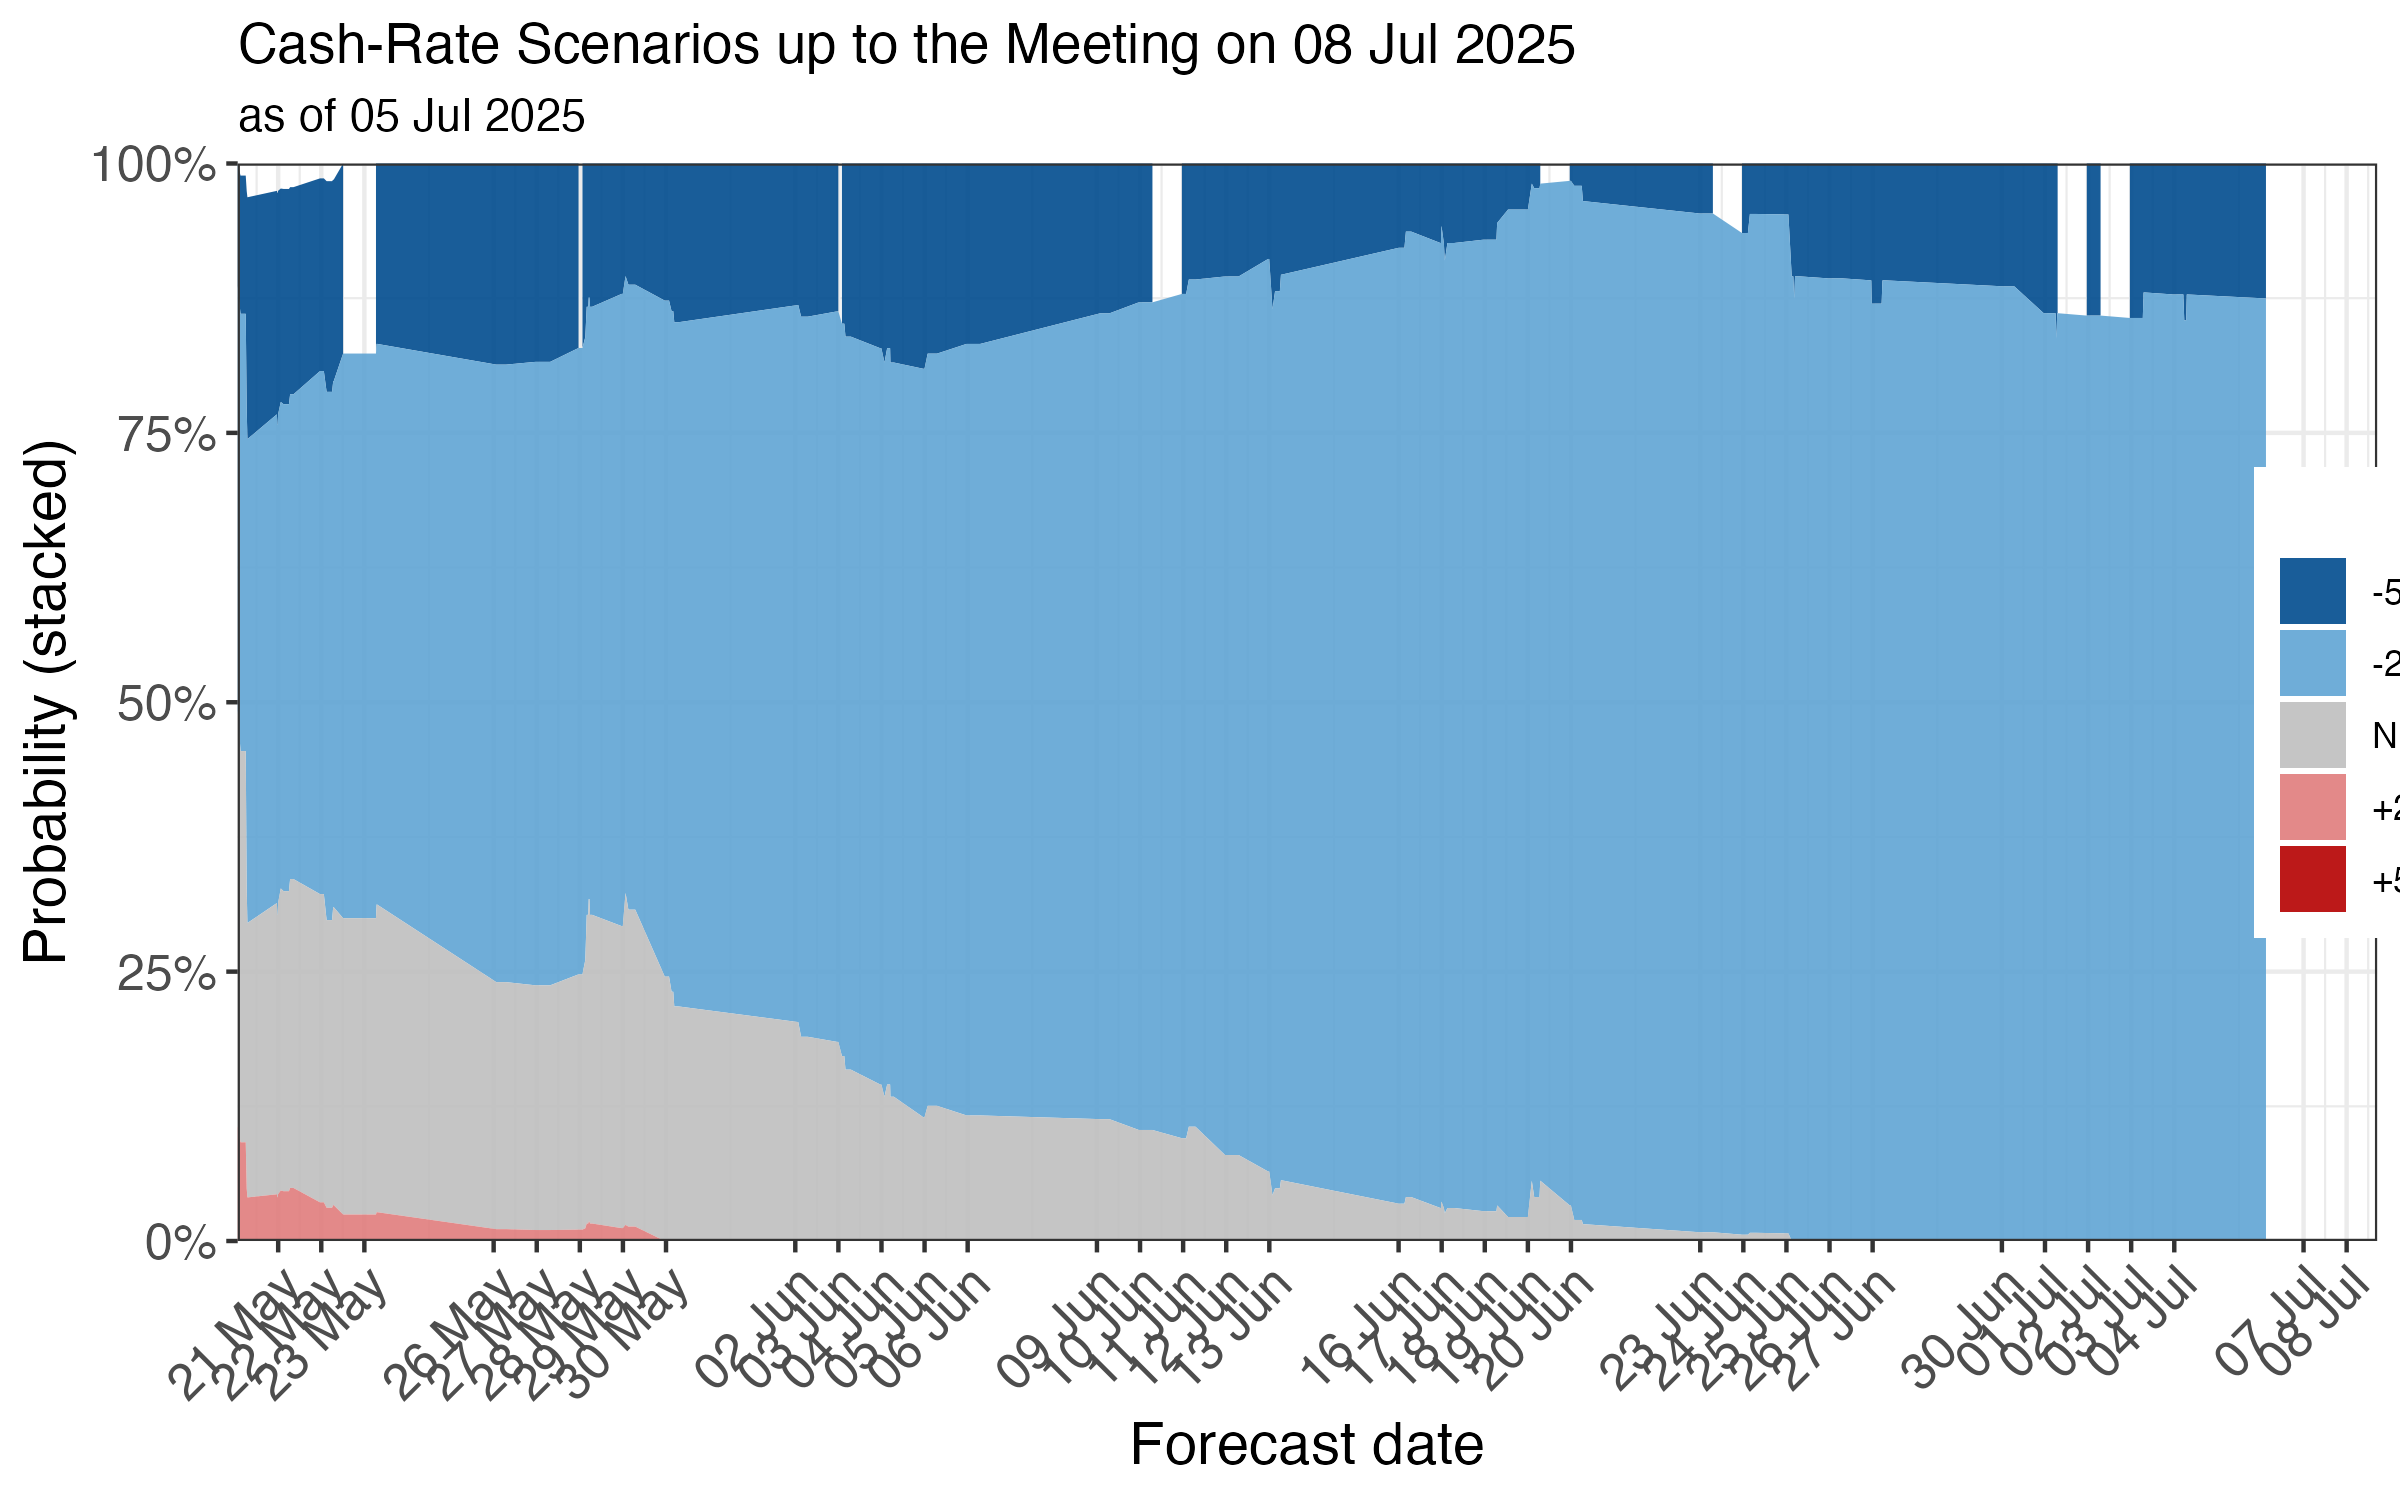 Cash-Rate Scenarios up to the Meeting on 08 Jul 2025
as of 05 Jul 2025
Probability (stacked)
100%
75%
50%
25%
0%
-5
-2
N
+2
+5
21 May
22 May
23 May
26 May
27 May
28 May
29 May
30 May
02 Jun
03 Jun
04 Jun
05 Jun
06 Jun
09 Jun
10 Jun
11 Jun
12 Jun
13 Jun
16 Jun
17 Jun
18 Jun
19 Jun
20 Jun
23 Jun
24 Jun
25 Jun
26 Jun
27 Jun
30 Jun
01 Jul
02 Jul
03 Jul
04 Jul
07 Jul
08 Jul
Forecast date